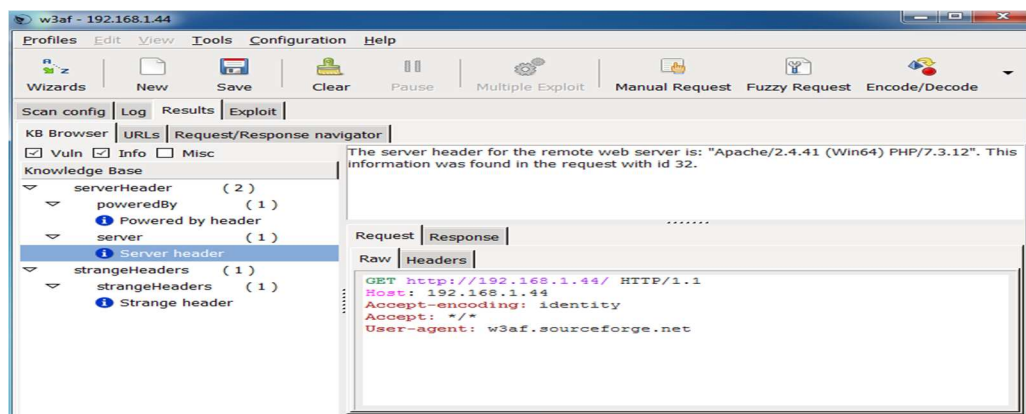 w3af - 192.168.1.44
Profiles Edit View Tools Configuration Help
Wizards New Save Clear Pause Multiple Exploit Manual Request Fuzzy Request Encode/Decode
Scan config Log Results Exploit
KB Browser URLs Request/Response navigator
Vuln Info Misc
Knowledge Base
serverHeader ( 2 )
poweredBy ( 1 )
Powered by header
server ( 1 )
Server header
strangeHeaders ( 1 )
strangeHeaders ( 1 )
Strange header
The server header for the remote web server is: "Apache/2.4.41 (Win64) PHP/7.3.12". This
information was found in the request with id 32.
Request Response
Raw Headers
GET http://192.168.1.44/ HTTP/1.1
Host: 192.168.1.44
Accept-encoding: identity
Accept: */*
User-agent: w3af.sourceforge.net